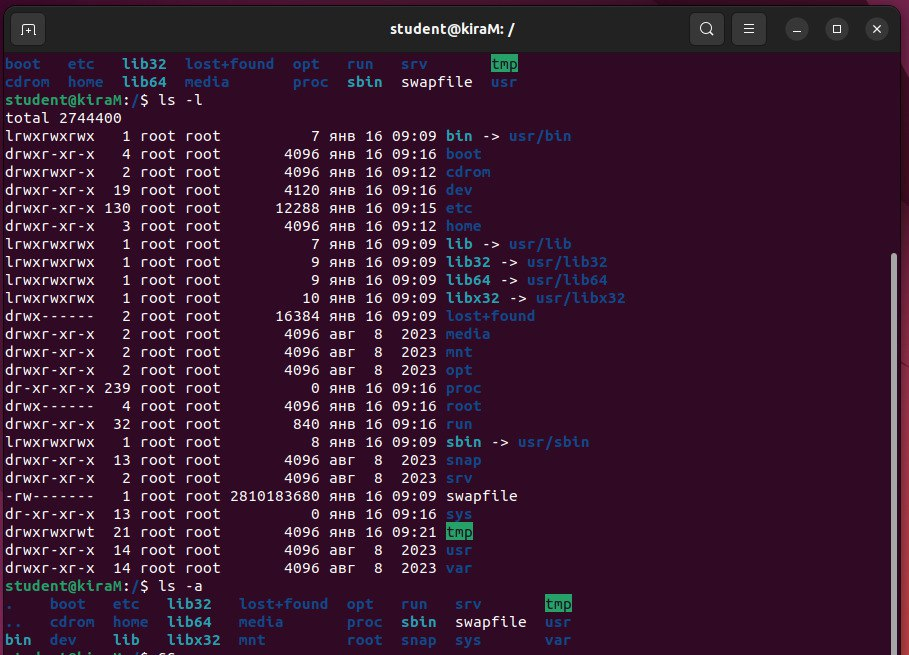 student@kiraM: /
boot   etc   lib32   lost+found   opt   run   srv       tmp
cdrom  home  lib64   media        proc  sbin  swapfile  usr
student@kiraM:/$ ls -l
total 2744400
lrwxrwxrwx   1 root root          7 янв 16 09:09 bin -> usr/bin
drwxr-xr-x   4 root root       4096 янв 16 09:16 boot
drwxrwxr-x   2 root root       4096 янв 16 09:12 cdrom
drwxr-xr-x  19 root root       4120 янв 16 09:16 dev
drwxr-xr-x 130 root root      12288 янв 16 09:15 etc
drwxr-xr-x   3 root root       4096 янв 16 09:12 home
lrwxrwxrwx   1 root root          7 янв 16 09:09 lib -> usr/lib
lrwxrwxrwx   1 root root          9 янв 16 09:09 lib32 -> usr/lib32
lrwxrwxrwx   1 root root          9 янв 16 09:09 lib64 -> usr/lib64
lrwxrwxrwx   1 root root         10 янв 16 09:09 libx32 -> usr/libx32
drwx------   2 root root      16384 янв 16 09:09 lost+found
drwxr-xr-x   2 root root       4096 авг  8  2023 media
drwxr-xr-x   2 root root       4096 авг  8  2023 mnt
drwxr-xr-x   2 root root       4096 авг  8  2023 opt
dr-xr-xr-x 239 root root          0 янв 16 09:16 proc
drwx------   4 root root       4096 янв 16 09:16 root
drwxr-xr-x  32 root root        840 янв 16 09:16 run
lrwxrwxrwx   1 root root          8 янв 16 09:09 sbin -> usr/sbin
drwxr-xr-x  13 root root       4096 авг  8  2023 snap
drwxr-xr-x   2 root root       4096 авг  8  2023 srv
-rw-------   1 root root 2810183680 янв 16 09:09 swapfile
dr-xr-xr-x  13 root root          0 янв 16 09:16 sys
drwxrwxrwt  21 root root       4096 янв 16 09:21 tmp
drwxr-xr-x  14 root root       4096 авг  8  2023 usr
drwxr-xr-x  14 root root       4096 авг  8  2023 var
student@kiraM:/$ ls -a
.    boot   etc   lib32   lost+found  opt   run   srv       tmp
..   cdrom  home  lib64   media       proc  sbin  swapfile  usr
bin  dev    lib   libx32  mnt         root  snap  sys       var